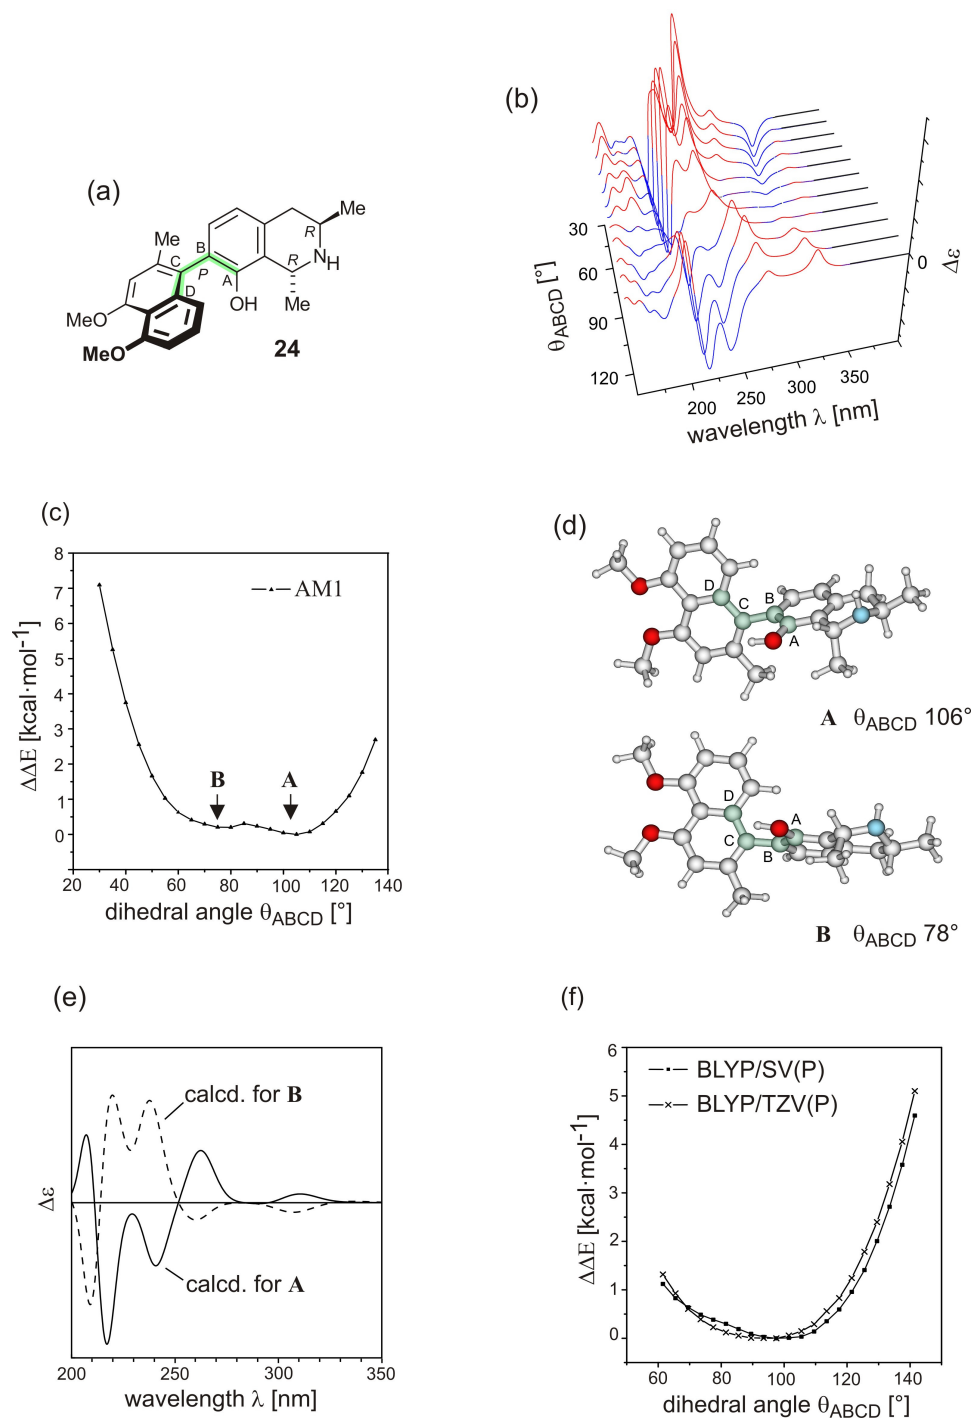 (a)
Me
R
NH
R
Me
Me
B
P
C
A
D
OH
MeO
MeO
24
(b)
30
60
90
120
θABCD [°]
200
250
300
350
wavelength λ [nm]
0
Δε
(c)
AM1
ΔΔE [kcal·mol-1]
7
6
5
4
3
2
1
0
B
A
20
40
60
80
100
120
140
dihedral angle θABCD [°]
(d)
D
C
B
A
A θABCD 106°
D
A
C
B
B θABCD 78°
(e)
calcd. for B
Δε
calcd. for A
200
250
300
350
wavelength λ [nm]
(f)
BLYP/SV(P)
BLYP/TZV(P)
ΔΔE [kcal·mol-1]
6
5
4
3
2
1
0
60
80
100
120
140
dihedral angle θABCD [°]